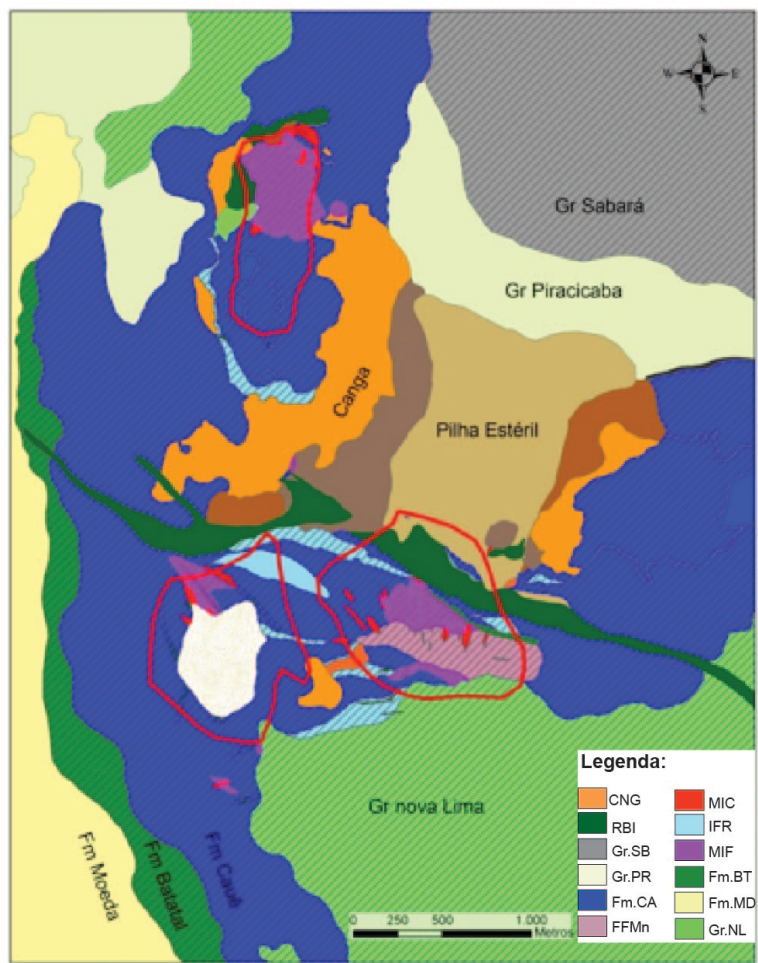 N
W E
S
Gr Sabará
Gr Piracicaba
Canga
Pilha Estéril
Gr nova Lima
Fm Moeda
Fm Batatal
Fm Cauê
0 250 500 1.000
Metros
Legenda:
CNG
RBI
Gr.SB
Gr.PR
Fm.CA
FFMn
MIC
IFR
MIF
Fm.BT
Fm.MD
Gr.NL